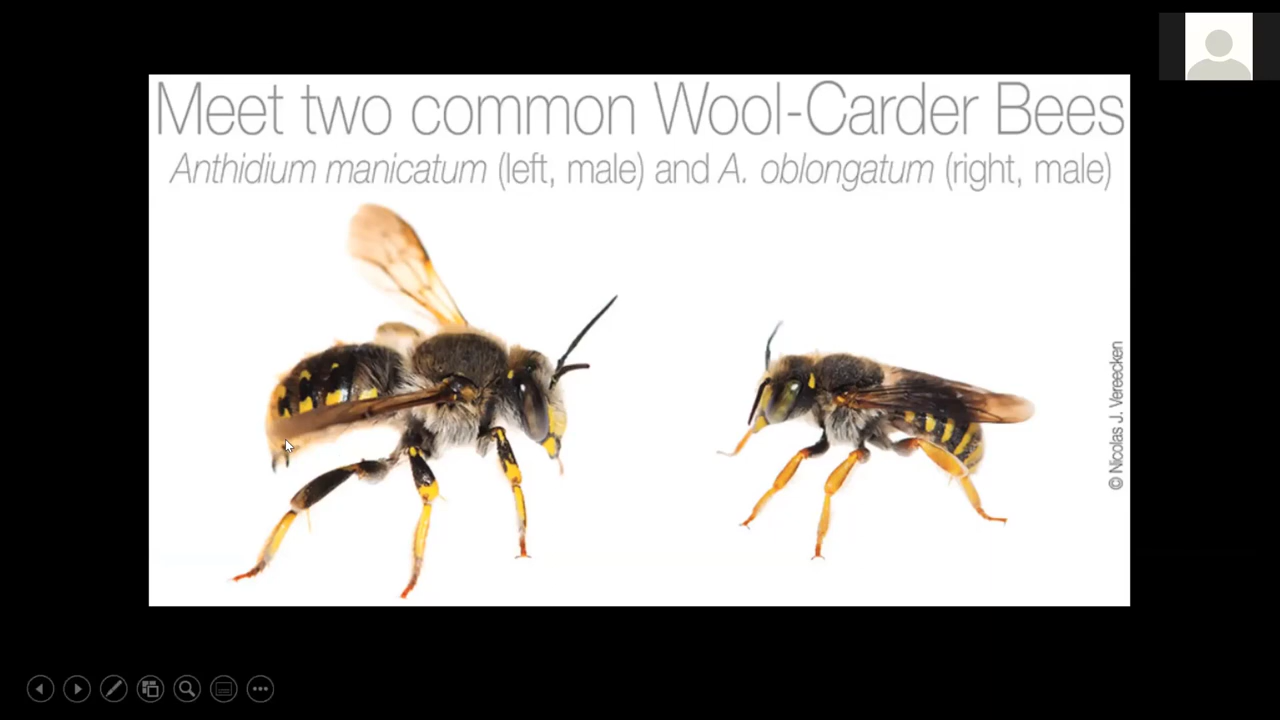 Meet two common Wool-Carder Bees
Anthidium manicatum (left, male) and A. oblongatum (right, male)
© Nicolas J. Vereecken